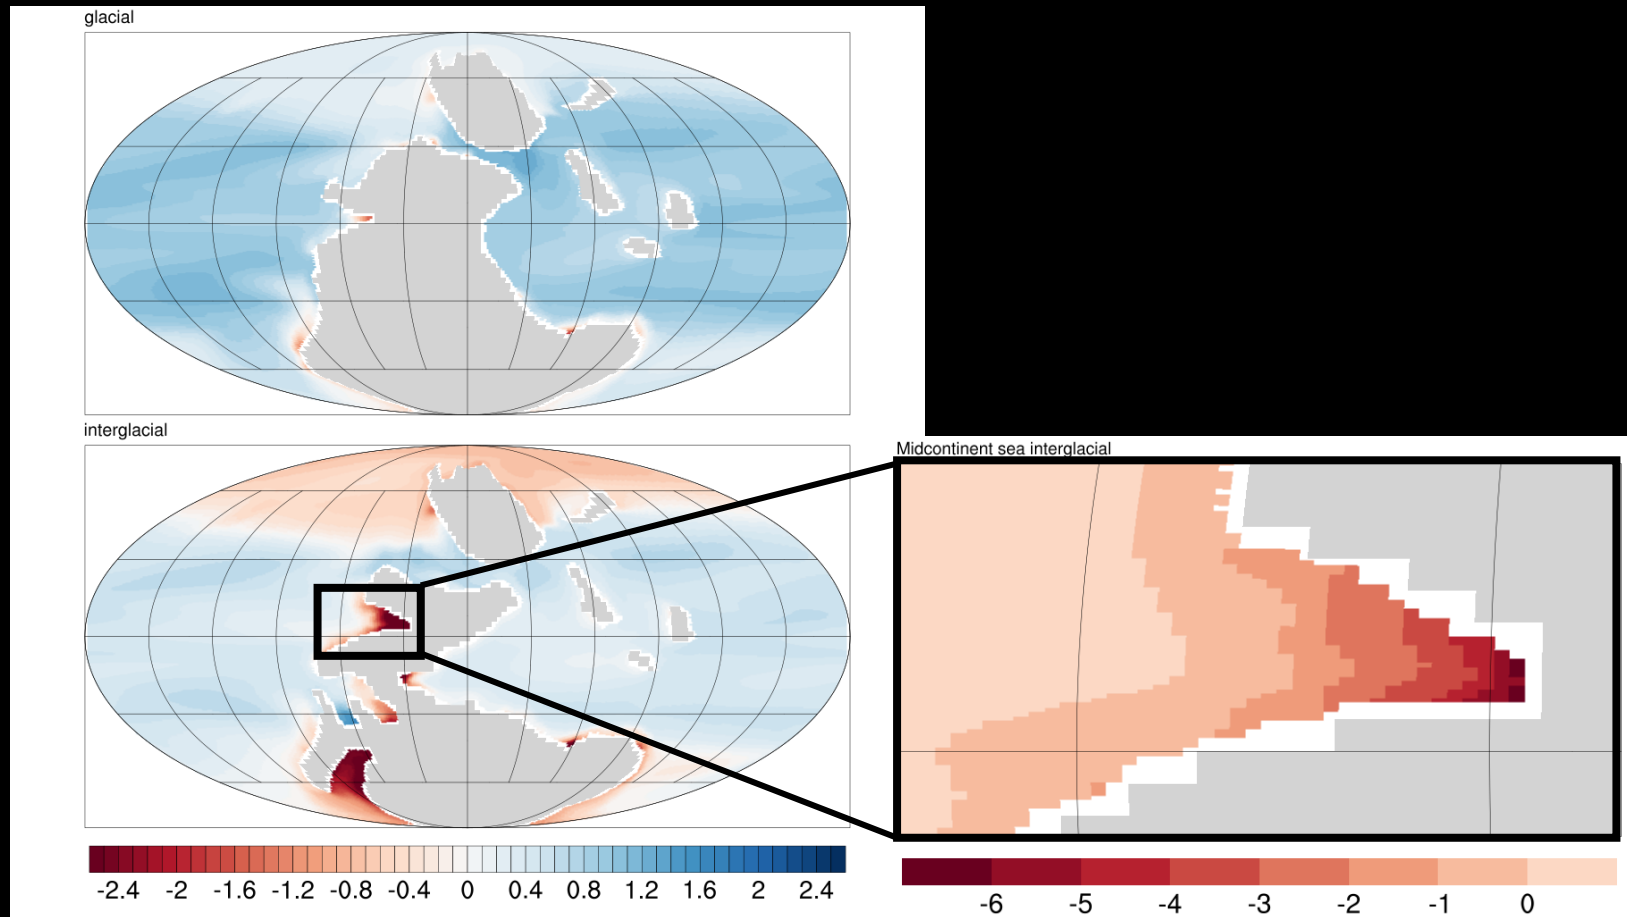 glacial
interglacial
Midcontinent sea interglacial
-2.4 -2 -1.6 -1.2 -0.8 -0.4 0 0.4 0.8 1.2 1.6 2 2.4
-6 -5 -4 -3 -2 -1 0